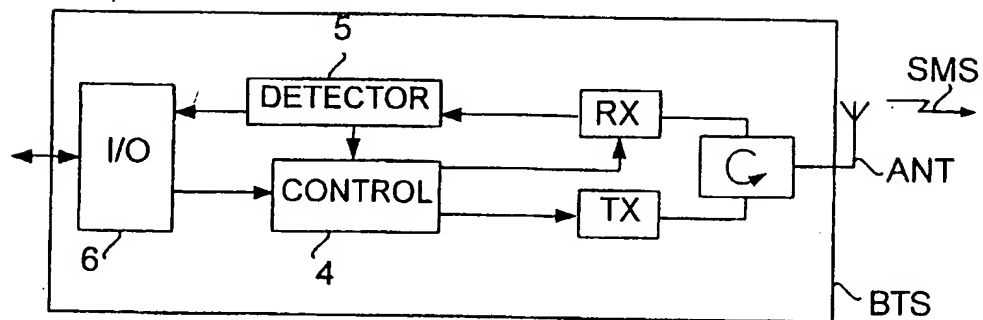 5
SMS
DETECTOR
RX
I/O
ANT
CONTROL
TX
6
4
BTS